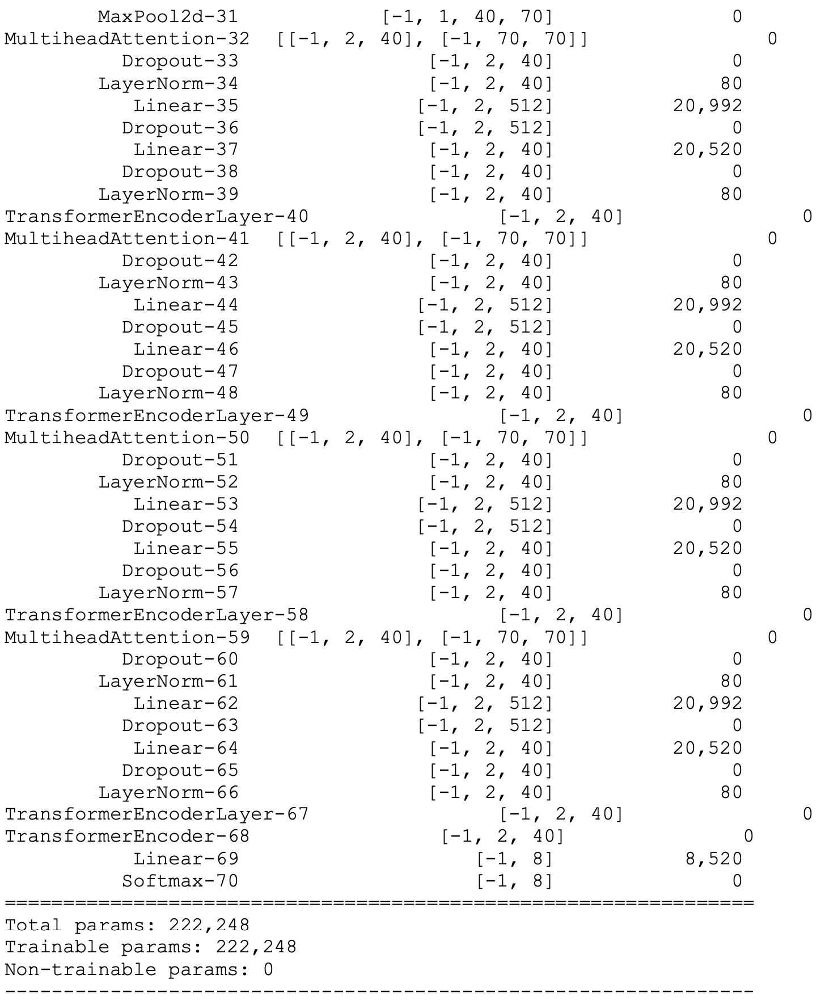 MaxPool2d-31 [-1, 1, 40, 70] 0
MultiheadAttention-32 [[-1, 2, 40], [-1, 70, 70]] 0
Dropout-33 [-1, 2, 40] 0
LayerNorm-34 [-1, 2, 40] 80
Linear-35 [-1, 2, 512] 20,992
Dropout-36 [-1, 2, 512] 0
Linear-37 [-1, 2, 40] 20,520
Dropout-38 [-1, 2, 40] 0
LayerNorm-39 [-1, 2, 40] 80
TransformerEncoderLayer-40 [-1, 2, 40] 0
MultiheadAttention-41 [[-1, 2, 40], [-1, 70, 70]] 0
Dropout-42 [-1, 2, 40] 0
LayerNorm-43 [-1, 2, 40] 80
Linear-44 [-1, 2, 512] 20,992
Dropout-45 [-1, 2, 512] 0
Linear-46 [-1, 2, 40] 20,520
Dropout-47 [-1, 2, 40] 0
LayerNorm-48 [-1, 2, 40] 80
TransformerEncoderLayer-49 [-1, 2, 40] 0
MultiheadAttention-50 [[-1, 2, 40], [-1, 70, 70]] 0
Dropout-51 [-1, 2, 40] 0
LayerNorm-52 [-1, 2, 40] 80
Linear-53 [-1, 2, 512] 20,992
Dropout-54 [-1, 2, 512] 0
Linear-55 [-1, 2, 40] 20,520
Dropout-56 [-1, 2, 40] 0
LayerNorm-57 [-1, 2, 40] 80
TransformerEncoderLayer-58 [-1, 2, 40] 0
MultiheadAttention-59 [[-1, 2, 40], [-1, 70, 70]] 0
Dropout-60 [-1, 2, 40] 0
LayerNorm-61 [-1, 2, 40] 80
Linear-62 [-1, 2, 512] 20,992
Dropout-63 [-1, 2, 512] 0
Linear-64 [-1, 2, 40] 20,520
Dropout-65 [-1, 2, 40] 0
LayerNorm-66 [-1, 2, 40] 80
TransformerEncoderLayer-67 [-1, 2, 40] 0
TransformerEncoder-68 [-1, 2, 40] 0
Linear-69 [-1, 8] 8,520
Softmax-70 [-1, 8] 0
================================================================
Total params: 222,248
Trainable params: 222,248
Non-trainable params: 0
----------------------------------------------------------------